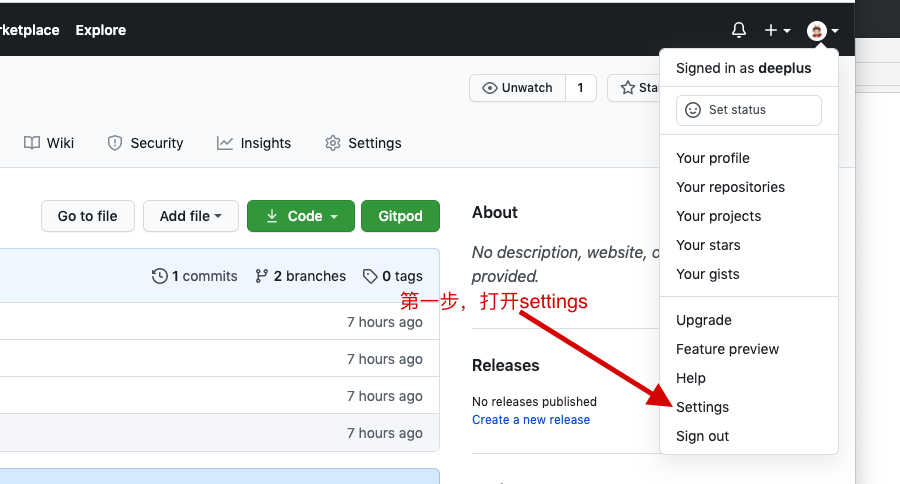 rketplace Explore
Signed in as deeplus
Unwatch 1
Sta
Set status
Wiki Security Insights Settings
Your profile
Your repositories
Your projects
Your stars
Your gists
Go to file Add file Code Gitpod
About
No description, website, o
provided.
1 commits 2 branches 0 tags
第一步，打开settings
7 hours ago
7 hours ago
7 hours ago
7 hours ago
Releases
No releases published
Create a new release
Upgrade
Feature preview
Help
Settings
Sign out